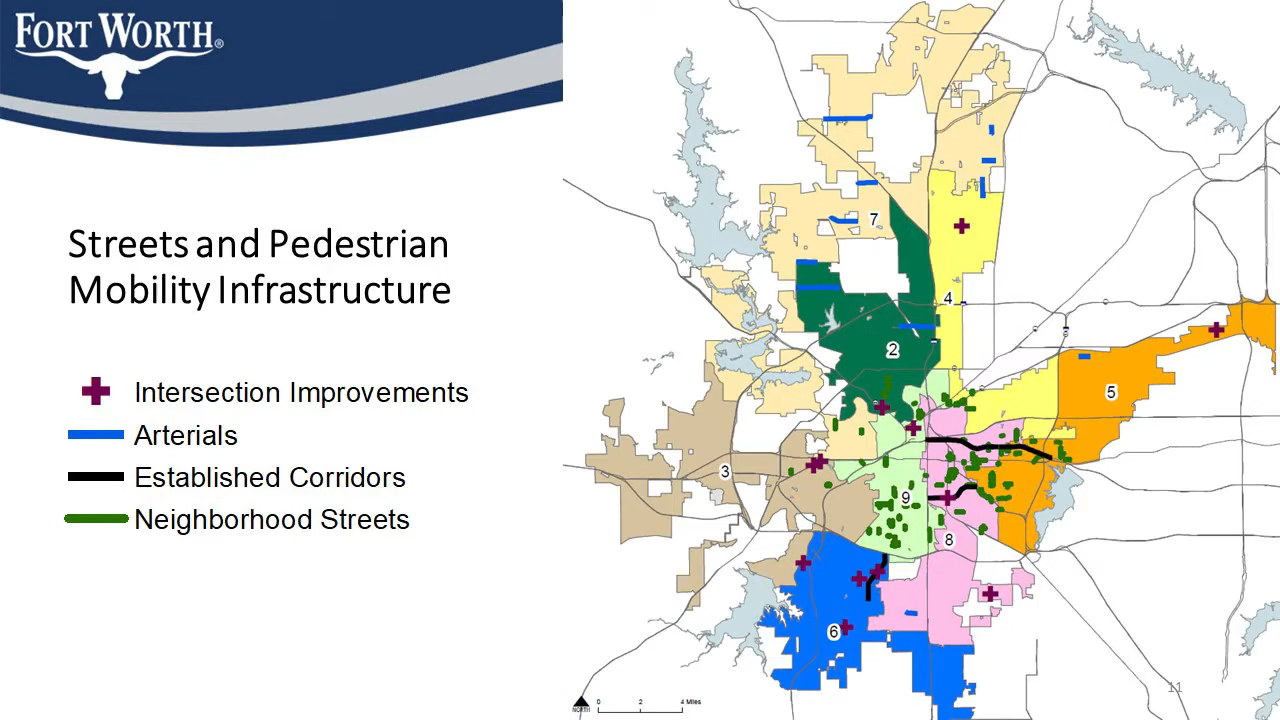 FORT WORTH®
Streets and Pedestrian
Mobility Infrastructure
Intersection Improvements
Arterials
Established Corridors
Neighborhood Streets
7
4
2
5
3
9
8
6
NORTH
0 2 4 Miles
11